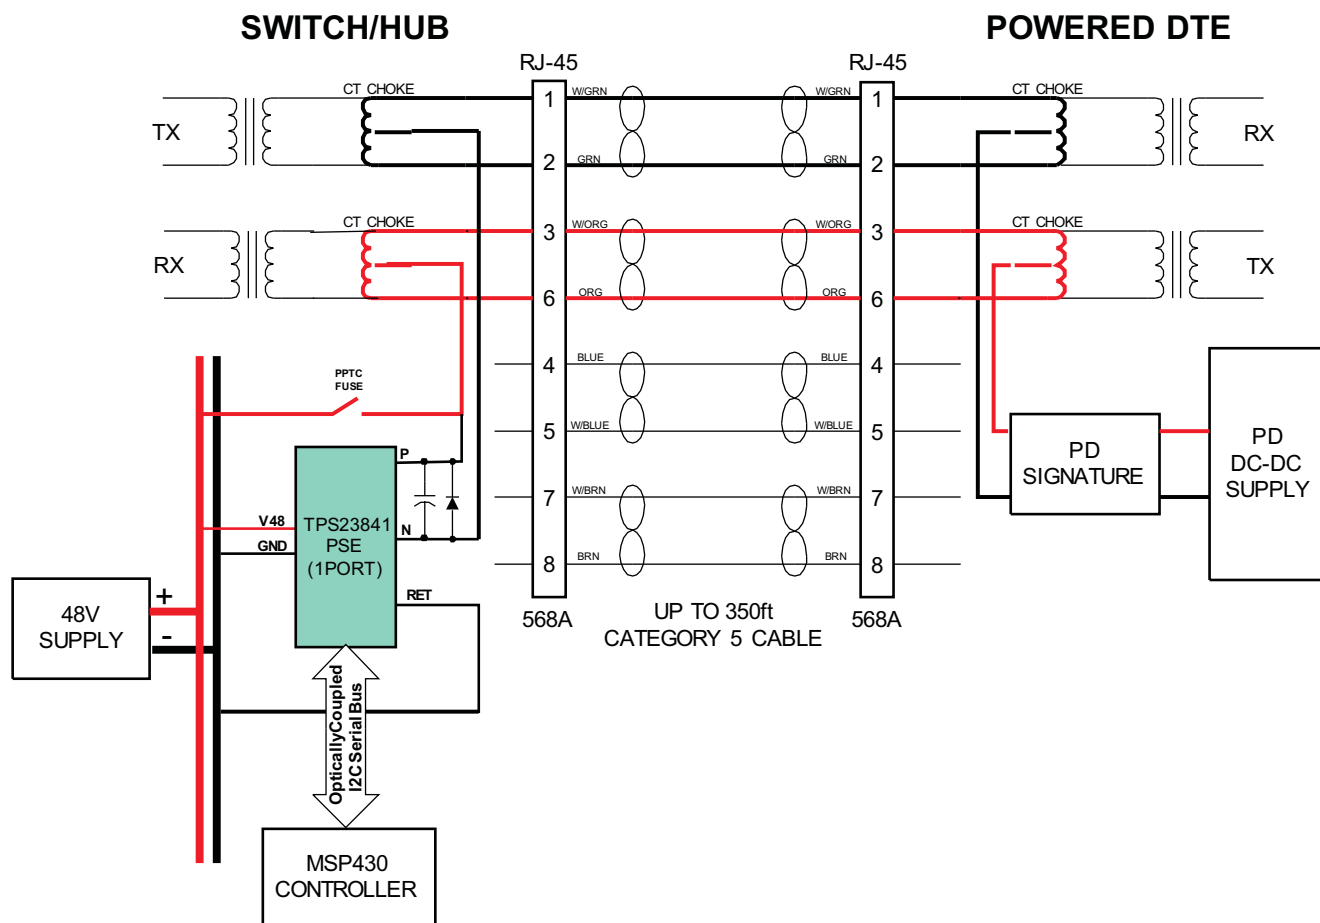 SWITCH/HUB
POWERED DTE
RJ-45
RJ-45
CT CHOKE
CT CHOKE
TX
1
W/GRN
W/GRN
1
RX
2
GRN
GRN
2
CT CHOKE
CT CHOKE
RX
3
W/ORG
W/ORG
3
TX
6
ORG
ORG
6
4
BLUE
BLUE
4
5
W/BLUE
W/BLUE
5
7
W/BRN
W/BRN
7
8
BRN
BRN
8
568A
568A
UP TO 350ft
CATEGORY 5 CABLE
PPTC
FUSE
P
N
V48
GND
RET
TPS23841
PSE
(1PORT)
+
-
48V
SUPPLY
OpticallyCoupled
I2CSerialBus
MSP430
CONTROLLER
PD
SIGNATURE
PD
DC-DC
SUPPLY